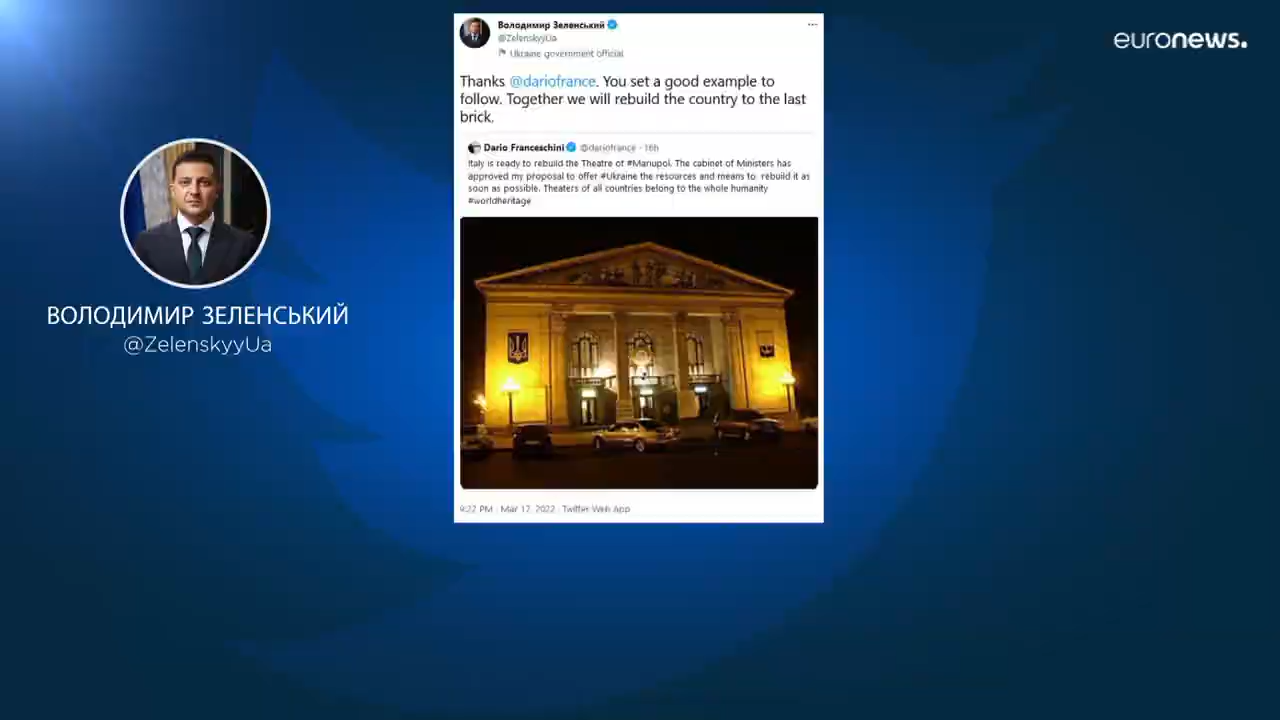 euronews.
Володимир Зеленський
@ZelenskyyUa
Ukraine government official
Thanks @dariofrance. You set a good example to
follow. Together we will rebuild the country to the last
brick.
Dario Franceschini @dariofrance · 16h
Italy is ready to rebuild the Theatre of #Mariupol. The cabinet of Ministers has
approved my proposal to offer #Ukraine the resources and means to rebuild it as
soon as possible. Theaters of all countries belong to the whole humanity
#worldheritage
9:22 PM · Mar 17, 2022 · Twitter Web App
ВОЛОДИМИР ЗЕЛЕНСЬКИЙ
@ZelenskyyUa